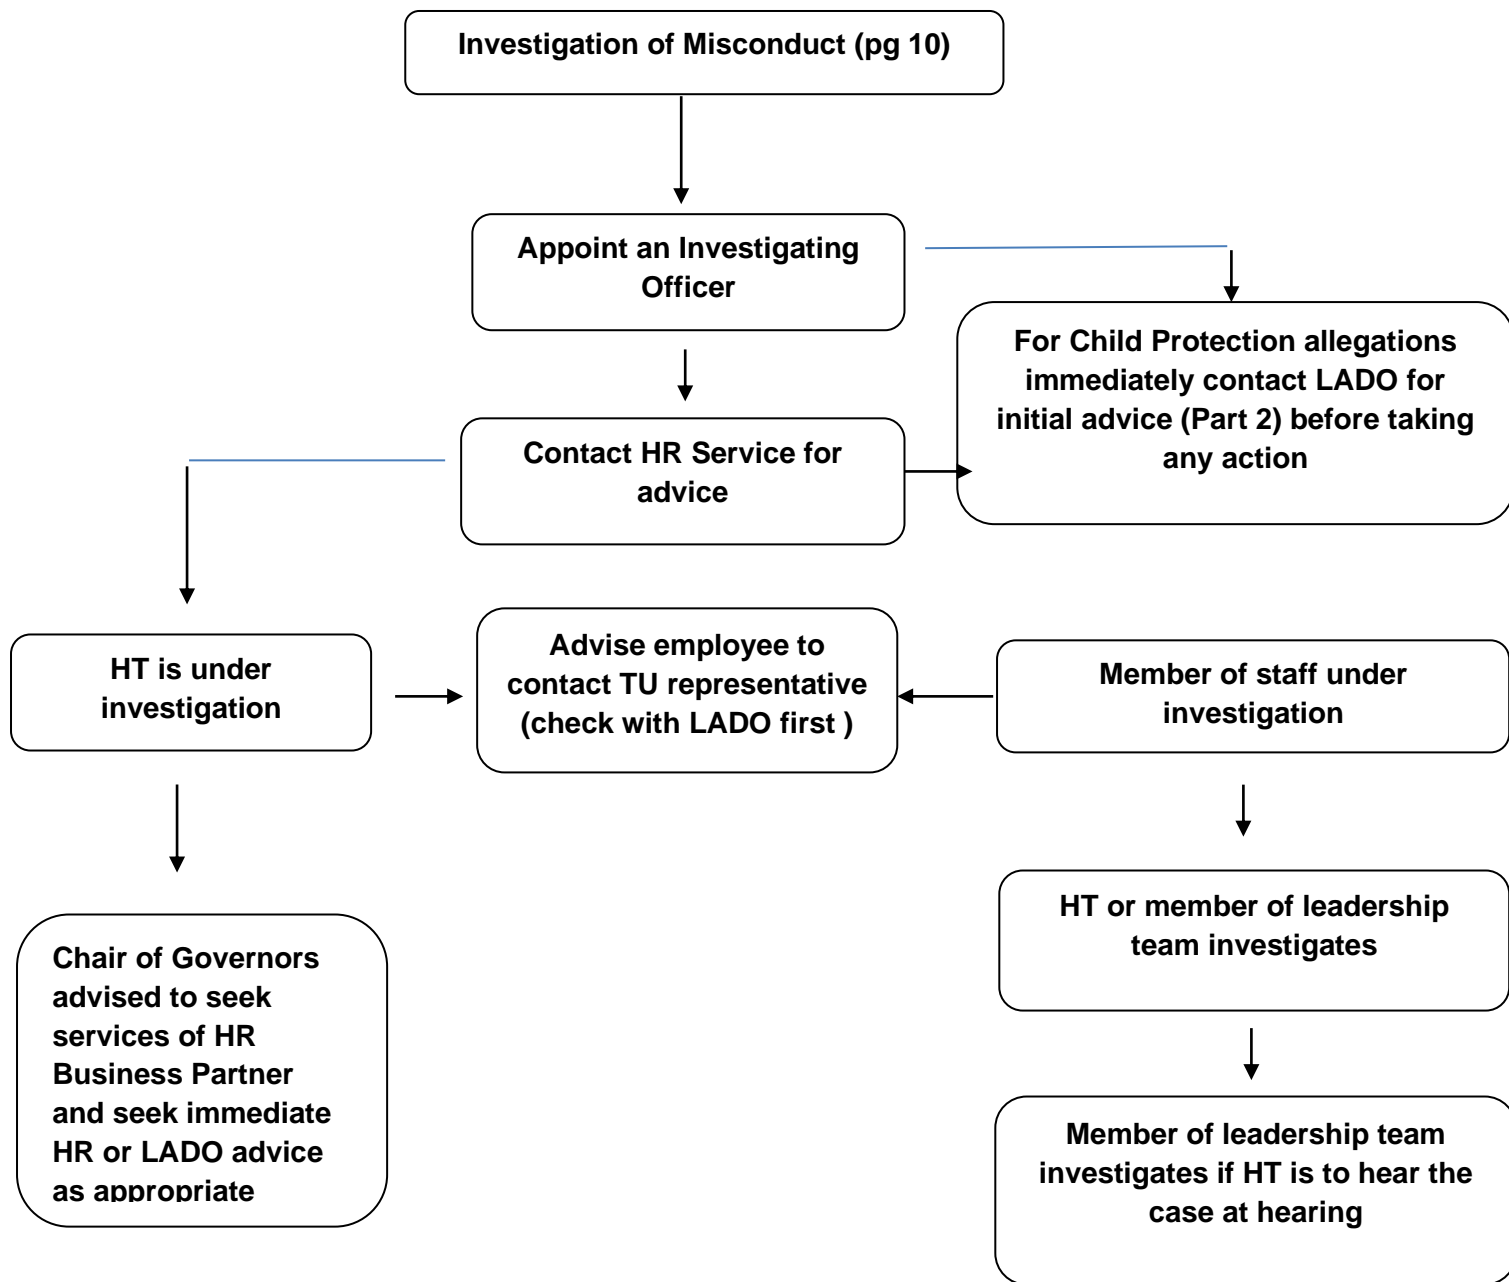 Investigation of Misconduct (pg 10)
Appoint an Investigating
Officer
For Child Protection allegations
immediately contact LADO for
initial advice (Part 2) before taking
any action
Contact HR Service for
advice
HT is under
investigation
Advise employee to
contact TU representative
(check with LADO first )
Member of staff under
investigation
HT or member of leadership
team investigates
Chair of Governors
advised to seek
services of HR
Business Partner
and seek immediate
HR or LADO advice
as appropriate
Member of leadership team
investigates if HT is to hear the
case at hearing